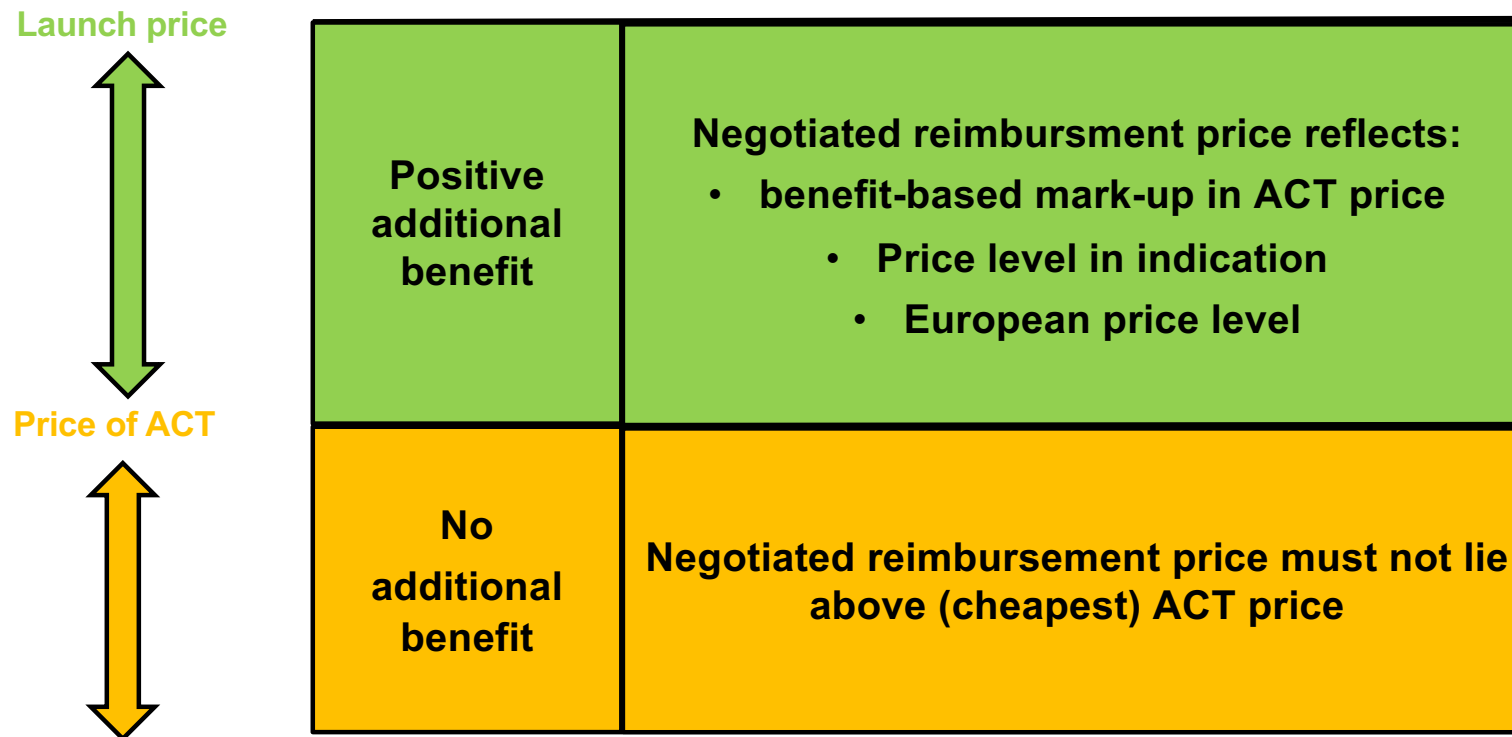 Launch price
Positive
additional
benefit
Negotiated reimbursment price reflects:
• benefit-based mark-up in ACT price
• Price level in indication
• European price level
Price of ACT
No
additional
benefit
Negotiated reimbursement price must not lie
above (cheapest) ACT price